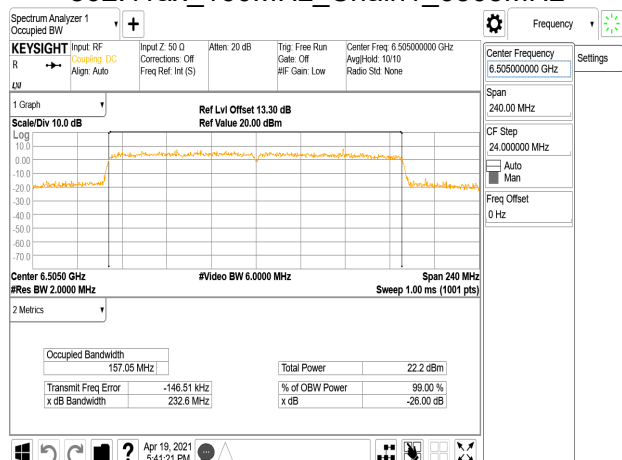 Spectrum Analyzer 1
Occupied BW
Frequency
KEYSIGHT
Input: RF
Coupling: DC
Align: Auto
Input Z: 50 Ω
Corrections: Off
Freq Ref: Int (S)
Atten: 20 dB
Trig: Free Run
Gate: Off
#IF Gain: Low
Center Freq: 6.505000000 GHz
Avg|Hold: 10/10
Radio Std: None
R
LXI
Center Frequency
6.505000000 GHz
Settings
Span
240.00 MHz
CF Step
24.000000 MHz
Auto
Man
Freq Offset
0 Hz
1 Graph
Scale/Div 10.0 dB
Ref Lvl Offset 13.30 dB
Ref Value 20.00 dBm
Log
10.0
0.00
-10.0
-20.0
-30.0
-40.0
-50.0
-60.0
-70.0
Center 6.5050 GHz
#Res BW 2.0000 MHz
#Video BW 6.0000 MHz
Span 240 MHz
Sweep 1.00 ms (1001 pts)
2 Metrics
Occupied Bandwidth
157.05 MHz
Transmit Freq Error -146.51 kHz
x dB Bandwidth 232.6 MHz
Total Power 22.2 dBm
% of OBW Power 99.00 %
x dB -26.00 dB
?
Apr 19, 2021
5:41:21 PM